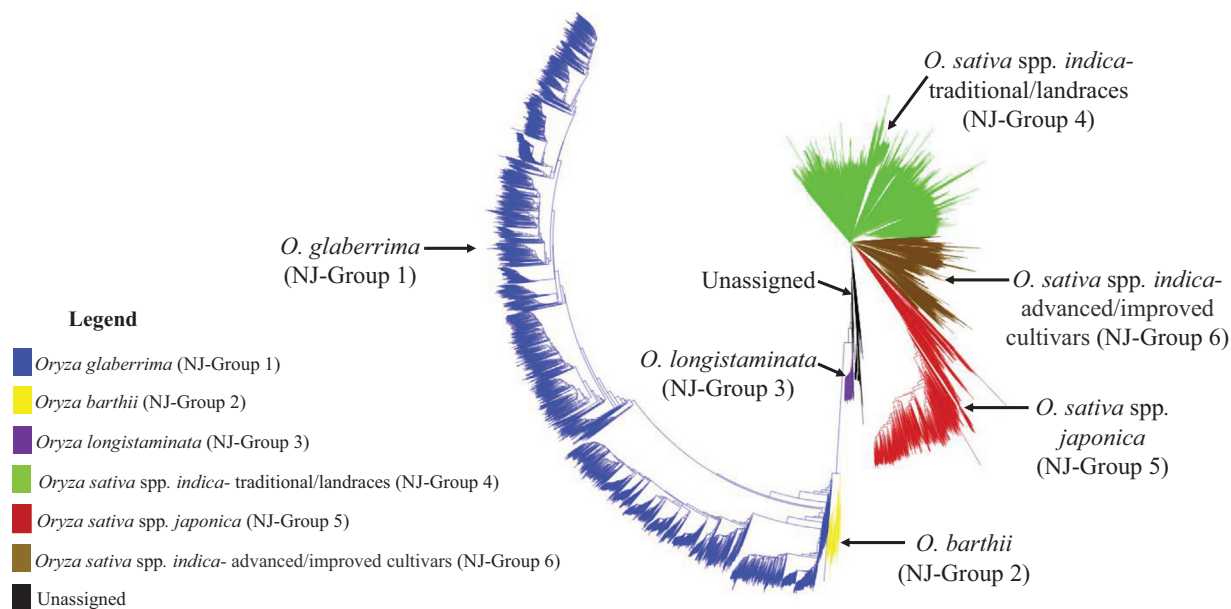 O. sativa spp. indica-
traditional/landraces
(NJ-Group 4)
O. glaberrima
(NJ-Group 1)
Unassigned
O. sativa spp. indica-
advanced/improved
cultivars (NJ-Group 6)
O. longistaminata
(NJ-Group 3)
O. sativa spp.
japonica
(NJ-Group 5)
O. barthii
(NJ-Group 2)
Legend
Oryza glaberrima (NJ-Group 1)
Oryza barthii (NJ-Group 2)
Oryza longistaminata (NJ-Group 3)
Oryza sativa spp. indica- traditional/landraces (NJ-Group 4)
Oryza sativa spp. japonica (NJ-Group 5)
Oryza sativa spp. indica- advanced/improved cultivars (NJ-Group 6)
Unassigned